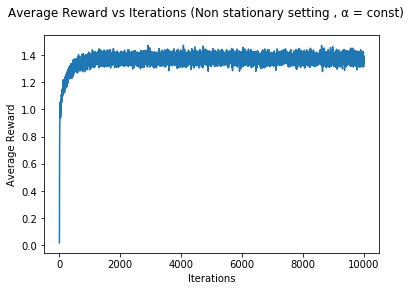 Average Reward vs Iterations (Non stationary setting , α = const)
1.4
1.2
1.0
0.8
0.6
0.4
0.2
0.0
Average Reward
0 2000 4000 6000 8000 10000
Iterations